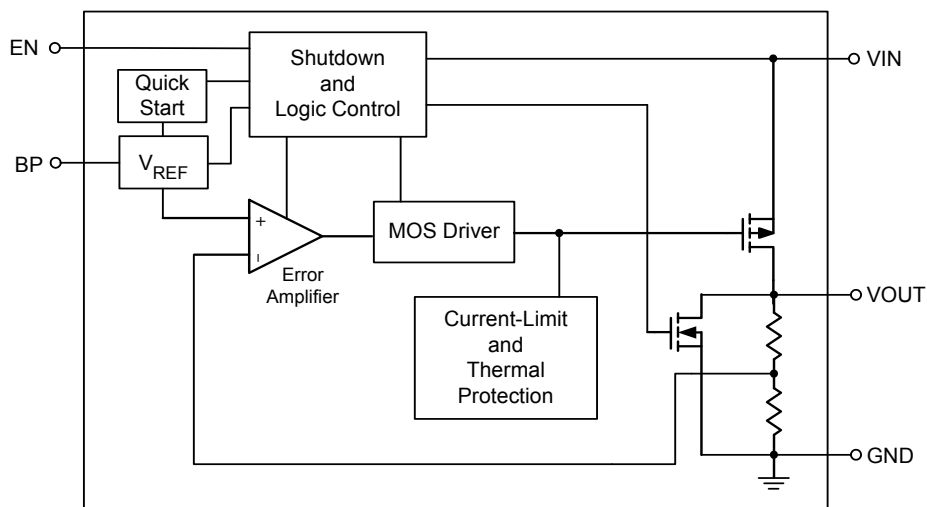 EN
Shutdown
and
Logic Control
VIN
Quick
Start
BP
VREF
+
-
Error
Amplifier
MOS Driver
Current-Limit
and
Thermal
Protection
VOUT
GND